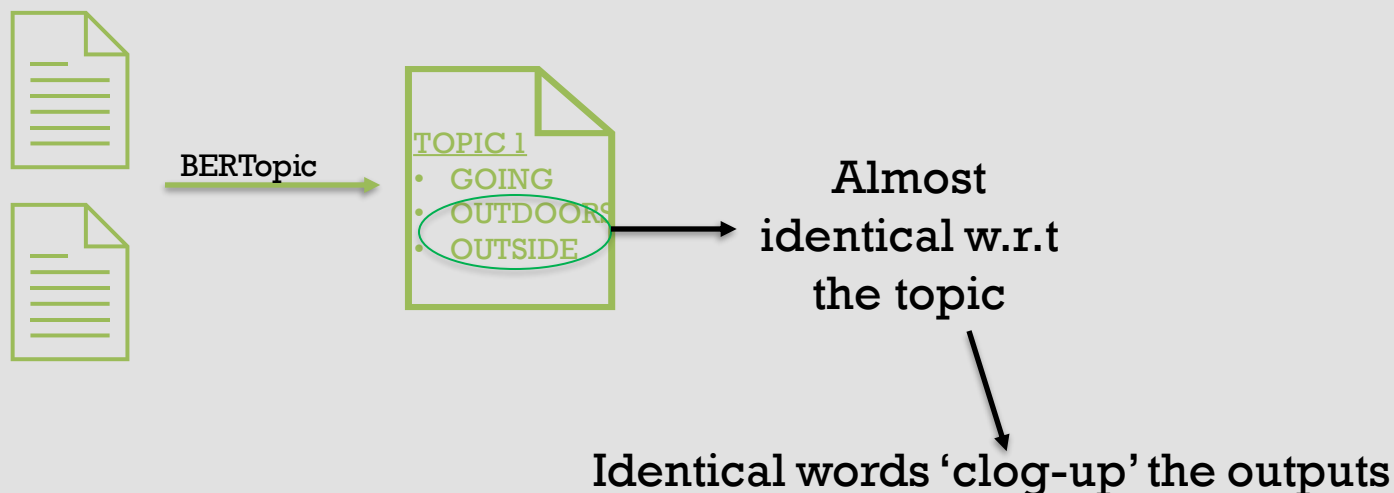 BERTopic
TOPIC 1
• GOING
• OUTDOORS
• OUTSIDE
Almost
identical w.r.t
the topic
Identical words ‘clog-up’ the outputs